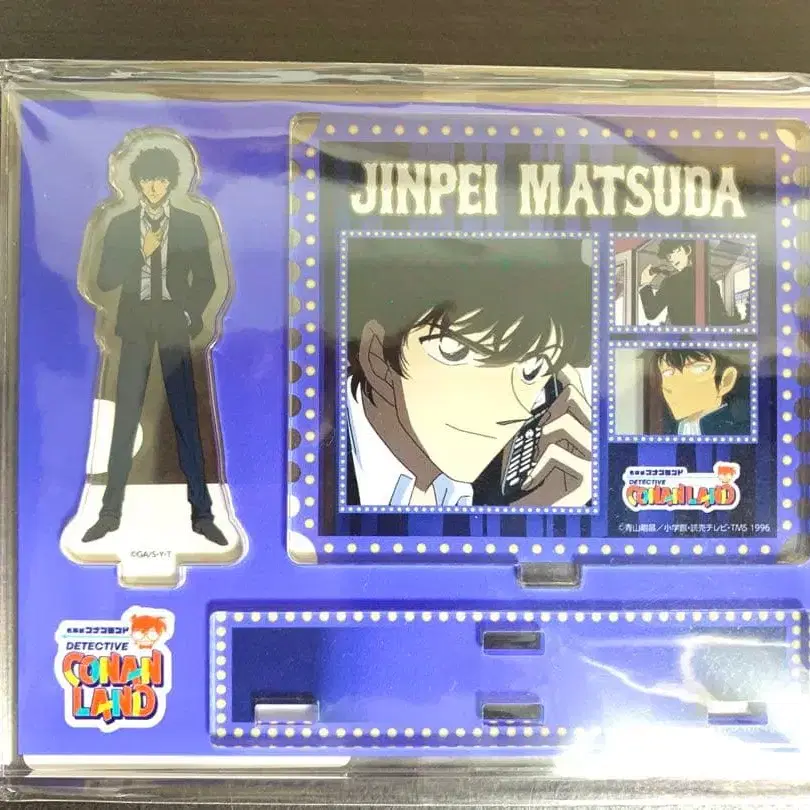 JINPEI MATSUDA
名探偵コナンランド
DETECTIVE
CONAN LAND
©青山剛昌/小学館・読売テレビ・TMS 1996
©GA/S・Y・T
名探偵コナンランド
DETECTIVE
CONAN
LAND